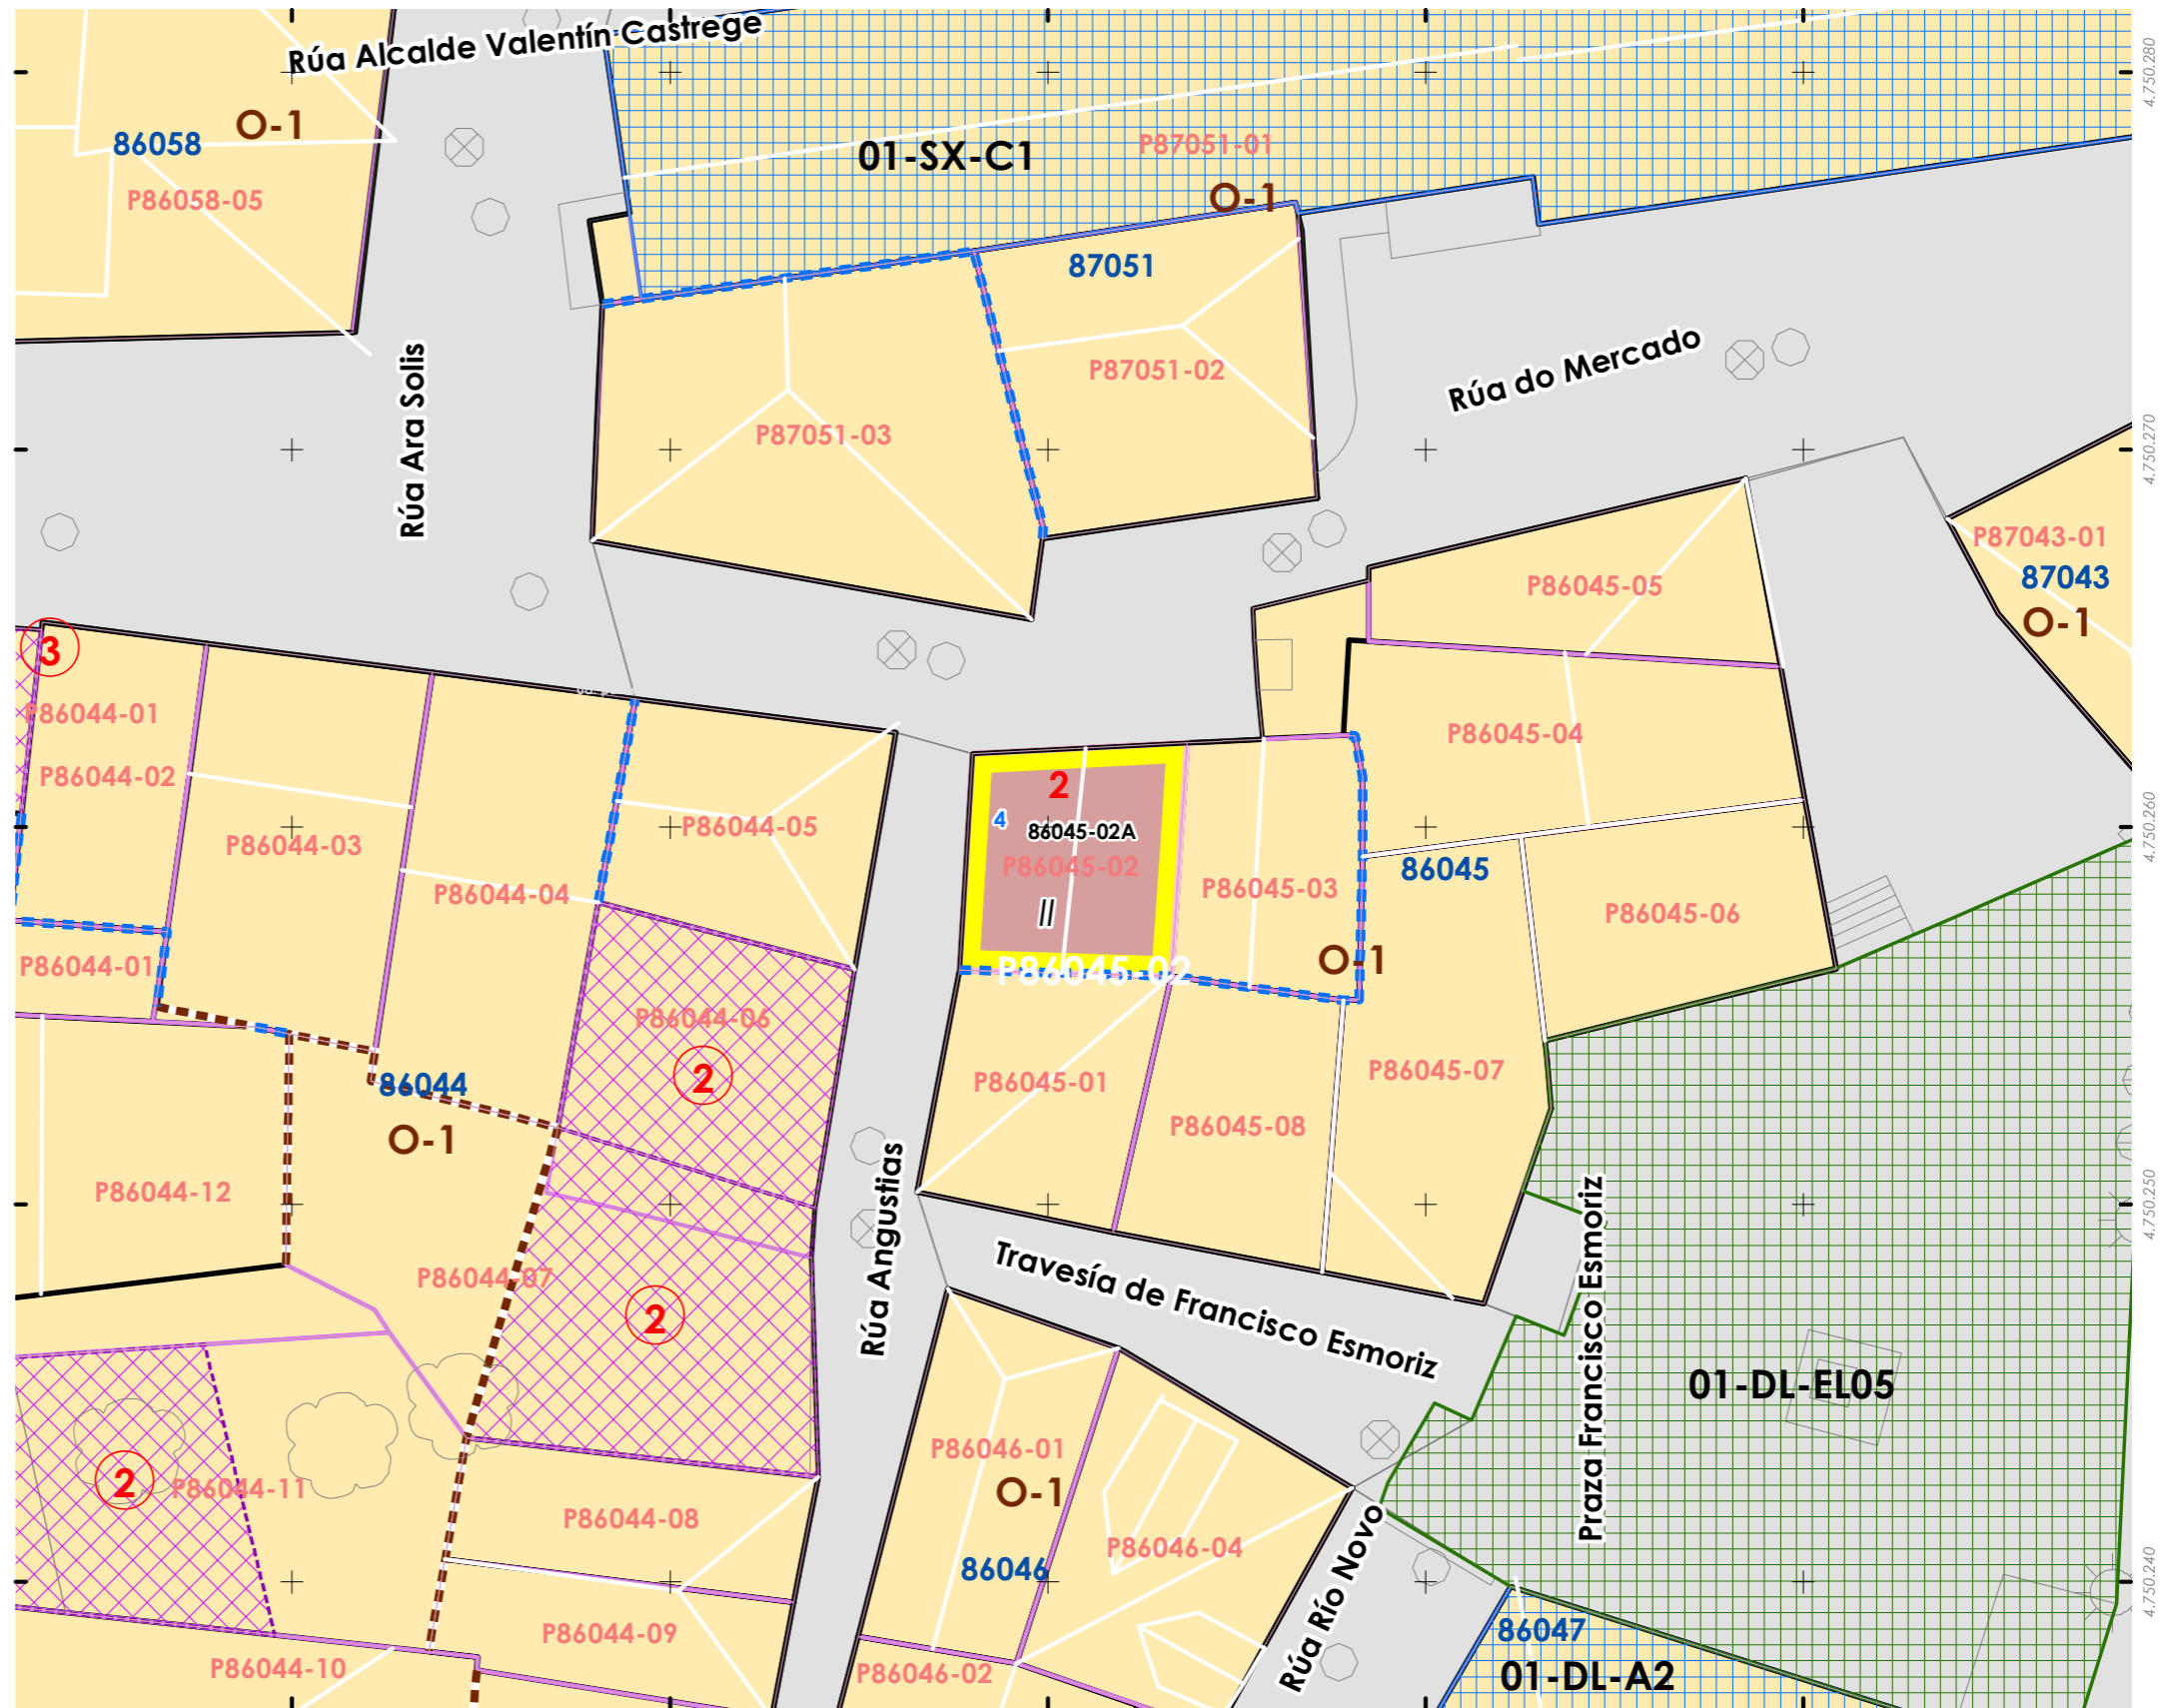 Rúa Alcalde Valentín Castrege
4.750.280
O-1
86058
P87051-01
01-SX-C1
P86058-05
O-1
87051
Rúa do Mercado
P87051-02
Rúa Ara Solis
P87051-03
4.750.270
P87043-01
87043
P86045-05
O-1
3
P86044-01
P86045-04
P86044-02
2
4
86045-02A
P86044-05
4.750.260
P86044-03
P86045-02
86045
P86045-03
P86044-04
P86045-06
II
O-1
P86044-01
P86045-02
P86044-06
P86045-07
2
P86045-01
86044
P86045-08
O-1
P86044-12
4.750.250
Rúa Angustias
Travesía de Francisco Esmoriz
Praza Francisco Esmoriz
P86044-07
2
01-DL-EL05
P86046-01
2
P86044-11
O-1
P86044-08
P86046-04
86046
4.750.240
Rúa Río Novo
P86044-09
86047
P86044-10
P86046-02
01-DL-A2